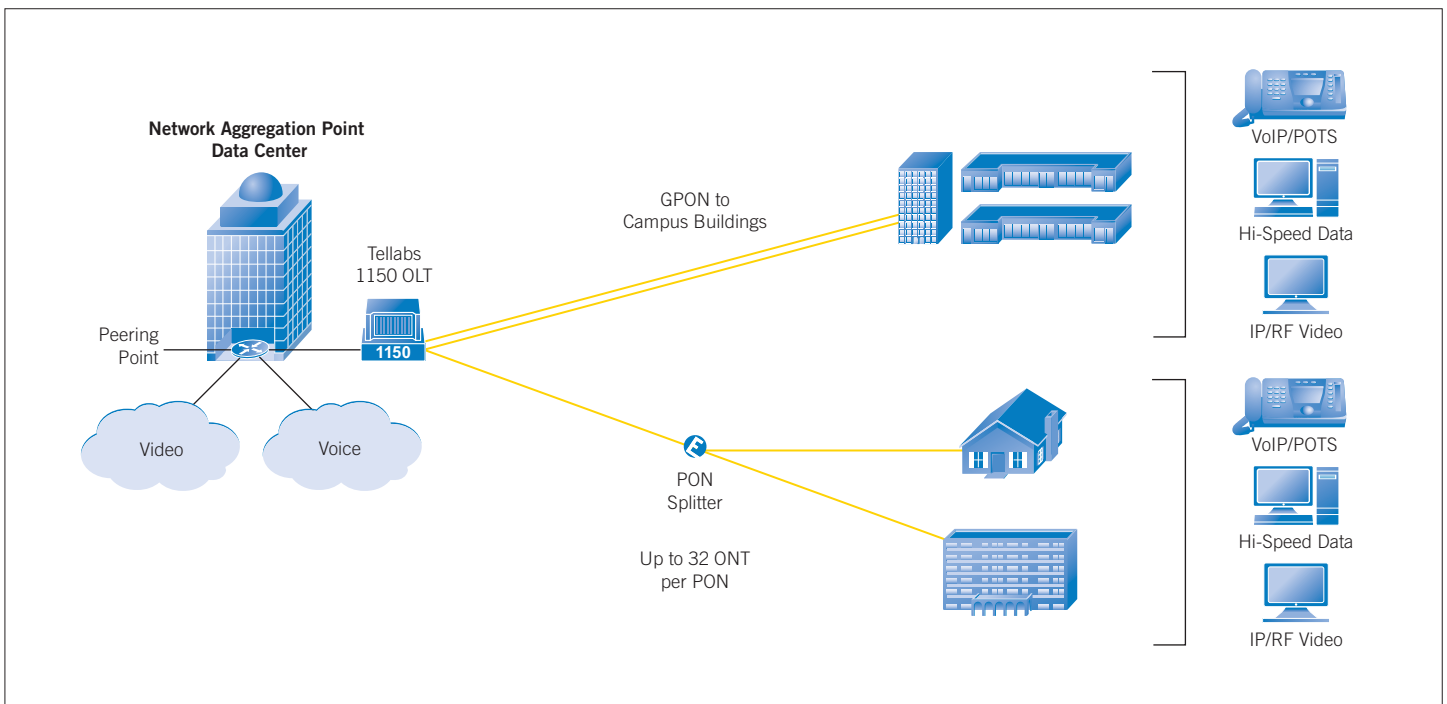 Network Aggregation Point
Data Center
Tellabs
1150 OLT
1150
Peering
Point
Video
Voice
GPON to
Campus Buildings
PON
Splitter
Up to 32 ONT
per PON
VoIP/POTS
Hi-Speed Data
IP/RF Video
VoIP/POTS
Hi-Speed Data
IP/RF Video